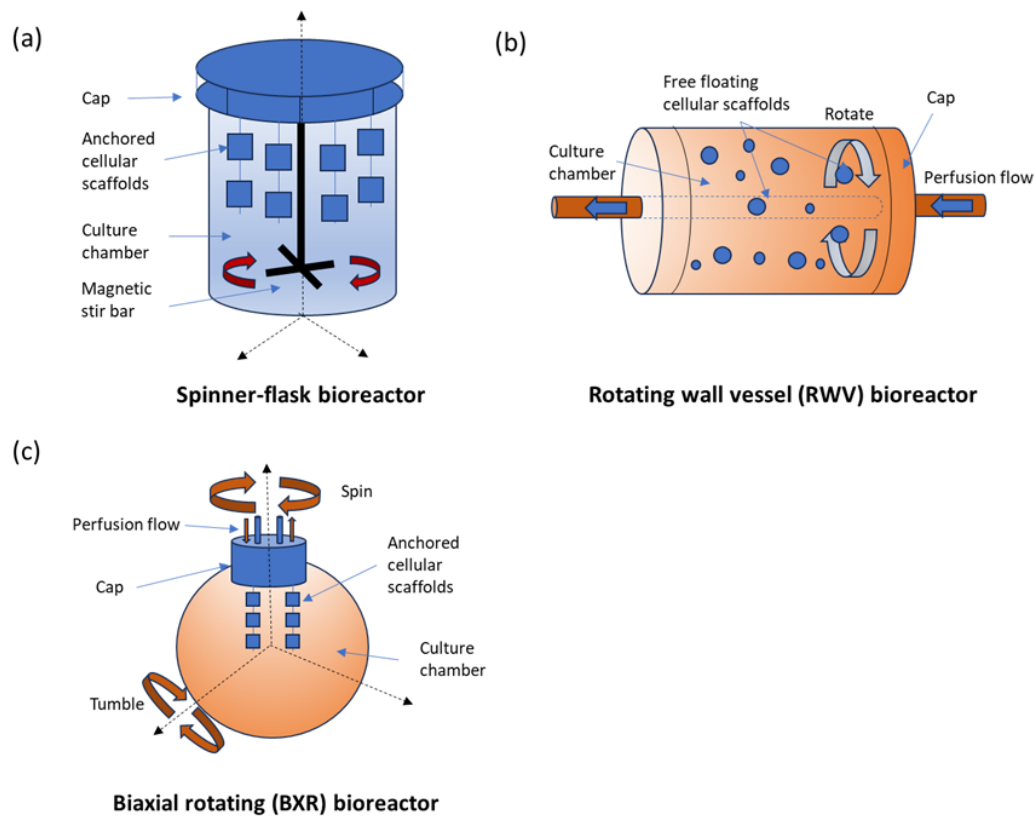 (a)
Cap
Anchored
cellular
scaffolds
Culture
chamber
Magnetic
stir bar
Spinner-flask bioreactor
(b)
Free floating
cellular scaffolds
Rotate
Cap
Culture
chamber
Perfusion flow
Rotating wall vessel (RWV) bioreactor
(c)
Spin
Perfusion flow
Anchored
cellular
scaffolds
Cap
Culture
chamber
Tumble
Biaxial rotating (BXR) bioreactor